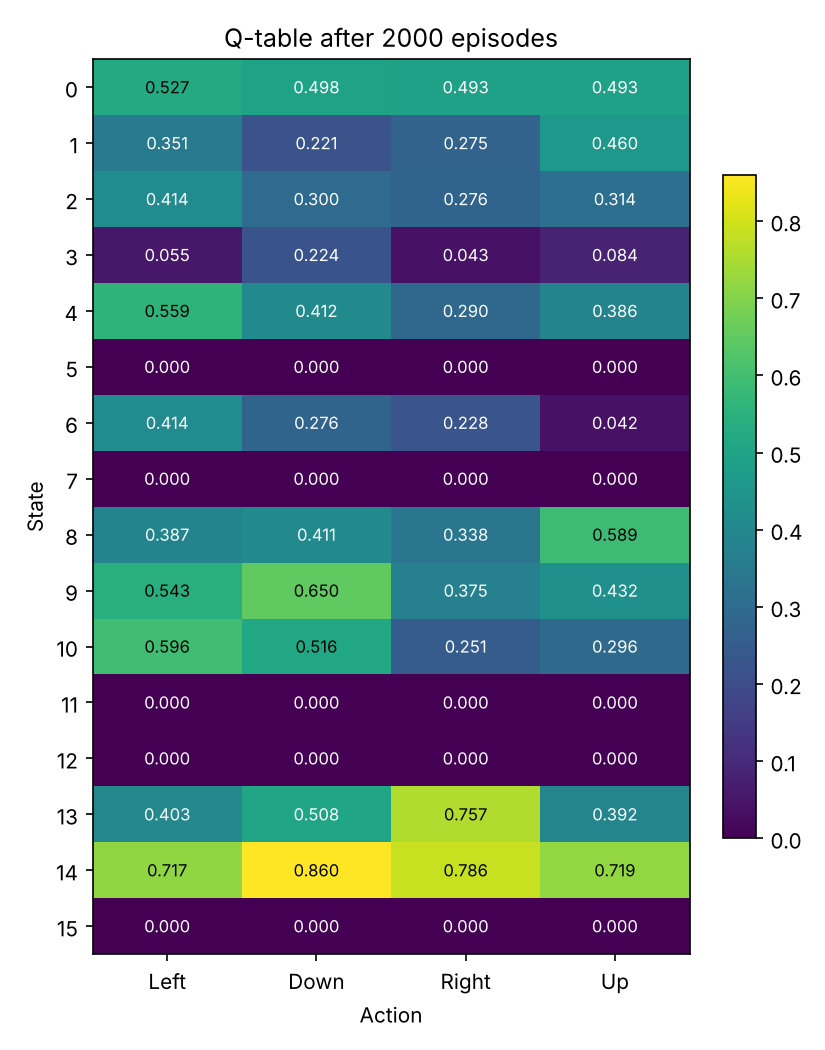 Q-table after 2000 episodes
0 0.527 0.498 0.493 0.493
1 0.351 0.221 0.275 0.460
2 0.414 0.300 0.276 0.314
3 0.055 0.224 0.043 0.084
4 0.559 0.412 0.290 0.386
5 0.000 0.000 0.000 0.000
6 0.414 0.276 0.228 0.042
7 0.000 0.000 0.000 0.000
8 0.387 0.411 0.338 0.589
9 0.543 0.650 0.375 0.432
10 0.596 0.516 0.251 0.296
11 0.000 0.000 0.000 0.000
12 0.000 0.000 0.000 0.000
13 0.403 0.508 0.757 0.392
14 0.717 0.860 0.786 0.719
15 0.000 0.000 0.000 0.000
Left Down Right Up
Action
State
0.8
0.7
0.6
0.5
0.4
0.3
0.2
0.1
0.0